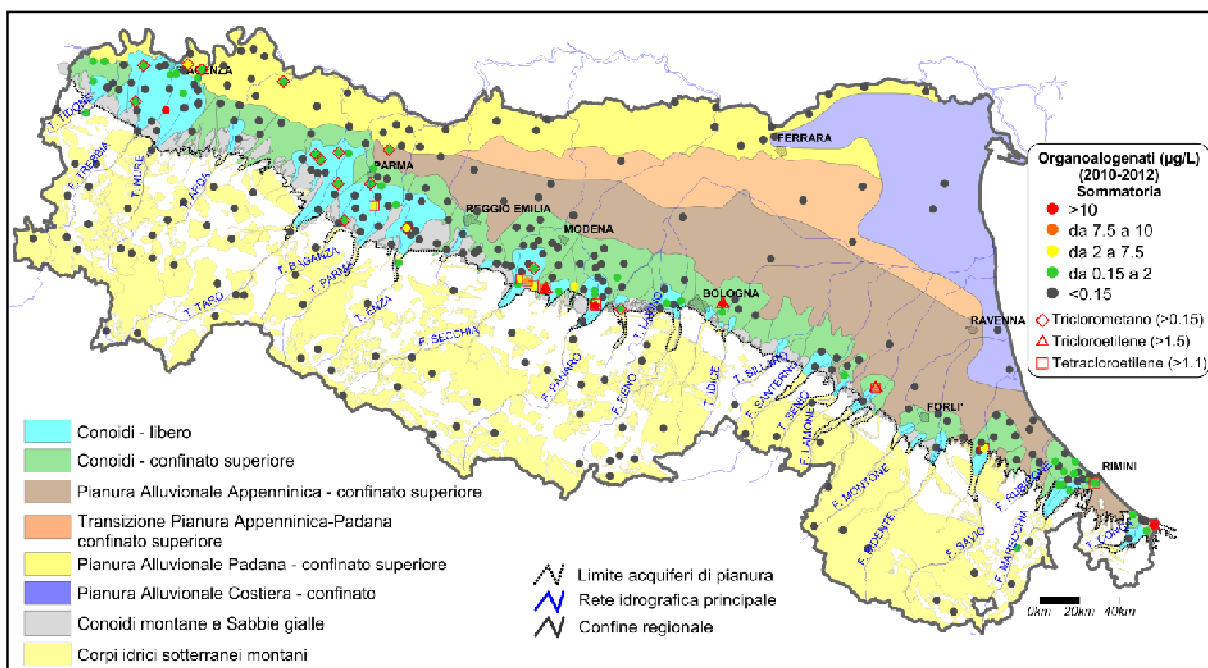 PIACENZA
T. TIDONE
F. TREBBIA
T. NURE
T. ARDA
PARMA
REGGIO EMILIA
MODENA
FERRARA
BOLOGNA
RAVENNA
FORLI'
RIMINI
T. TARO
T. BAGANZA
T. PARMA
T. ENZA
F. SECCHIA
F. PANARO
F. RENO
T. LAVINO
T. IDICE
T. SILLARO
F. SANTERNO
T. SENIO
F. LAMONE
F. MONTONE
F. BIDENTE
F. SAVIO
F. RUBICONE
F. MARECCHIA
T. CONCA
Organoalogenati (µg/L)
(2010-2012)
Sommatoria
>10
da 7.5 a 10
da 2 a 7.5
da 0.15 a 2
<0.15
Triclorometano (>0.15)
Tricloroetilene (>1.5)
Tetracloroetilene (>1.1)
Conoidi - libero
Conoidi - confinato superiore
Pianura Alluvionale Appenninica - confinato superiore
Transizione Pianura Appenninica-Padana
confinato superiore
Pianura Alluvionale Padana - confinato superiore
Pianura Alluvionale Costiera - confinato
Conoidi montane e Sabbie gialle
Corpi idrici sotterranei montani
Limite acquiferi di pianura
Rete idrografica principale
Confine regionale
0km 20km 40km